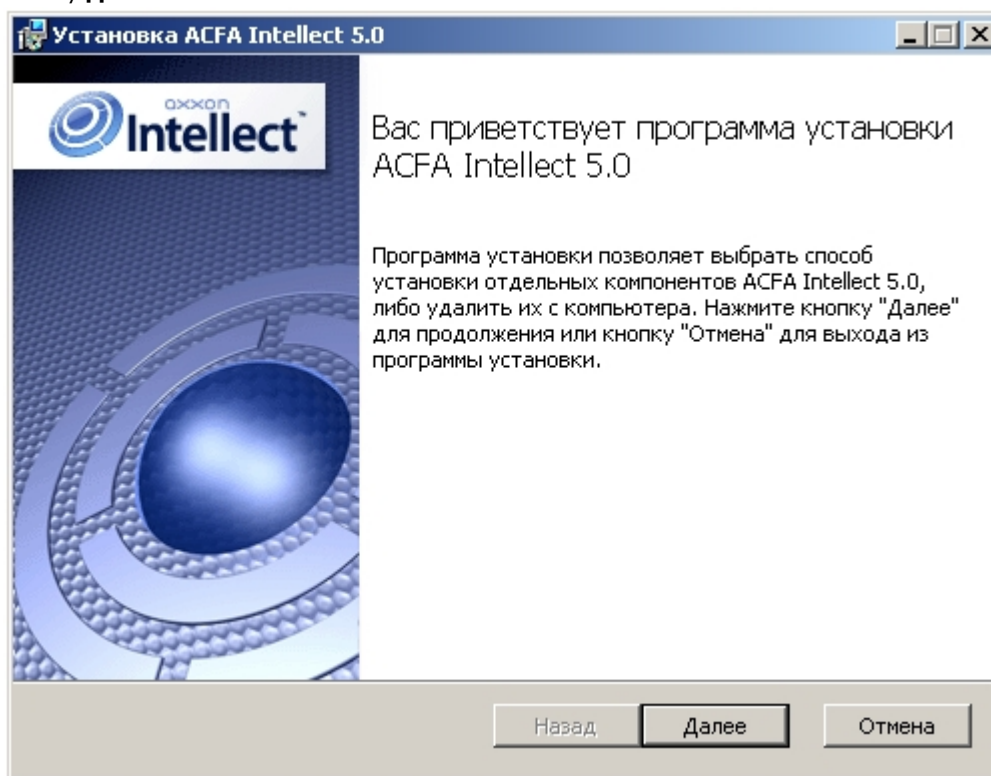 Установка ACFA Intellect 5.0
axxon
Intellect™
Вас приветствует программа установки
ACFA Intellect 5.0
Программа установки позволяет выбрать способ
установки отдельных компонентов ACFA Intellect 5.0,
либо удалить их с компьютера. Нажмите кнопку "Далее"
для продолжения или кнопку "Отмена" для выхода из
программы установки.
Назад
Далее
Отмена